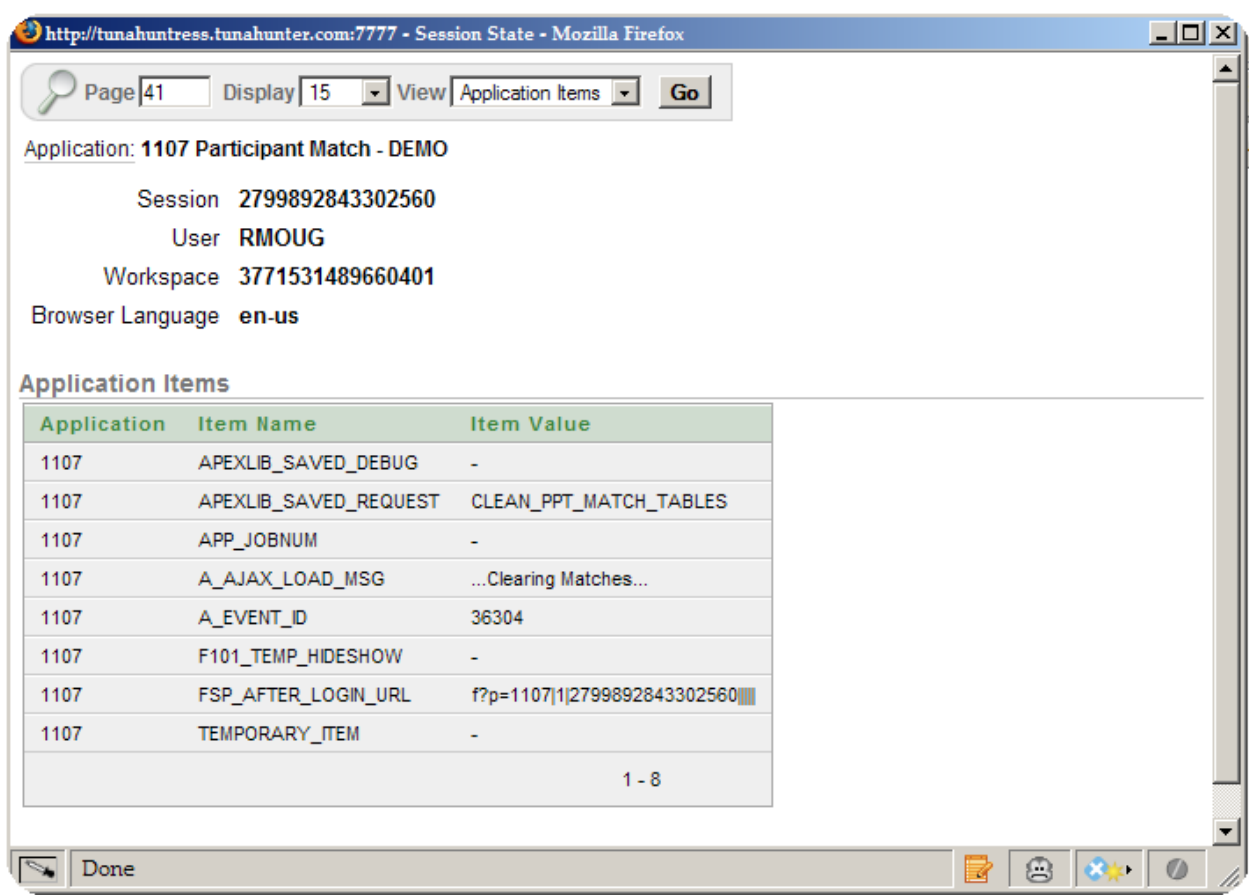 http://tunahuntress.tunahunter.com:7777 - Session State - Mozilla Firefox
Page 41 Display 15 View Application Items Go
Application: 1107 Participant Match - DEMO
Session 2799892843302560
User RMOUG
Workspace 3771531489660401
Browser Language en-us
Application Items
Application Item Name Item Value
1107 APEXLIB_SAVED_DEBUG -
1107 APEXLIB_SAVED_REQUEST CLEAN_PPT_MATCH_TABLES
1107 APP_JOBNUM -
1107 A_AJAX_LOAD_MSG ...Clearing Matches...
1107 A_EVENT_ID 36304
1107 F101_TEMP_HIDESHOW -
1107 FSP_AFTER_LOGIN_URL f?p=1107|1|2799892843302560|||||
1107 TEMPORARY_ITEM -
1 - 8
Done